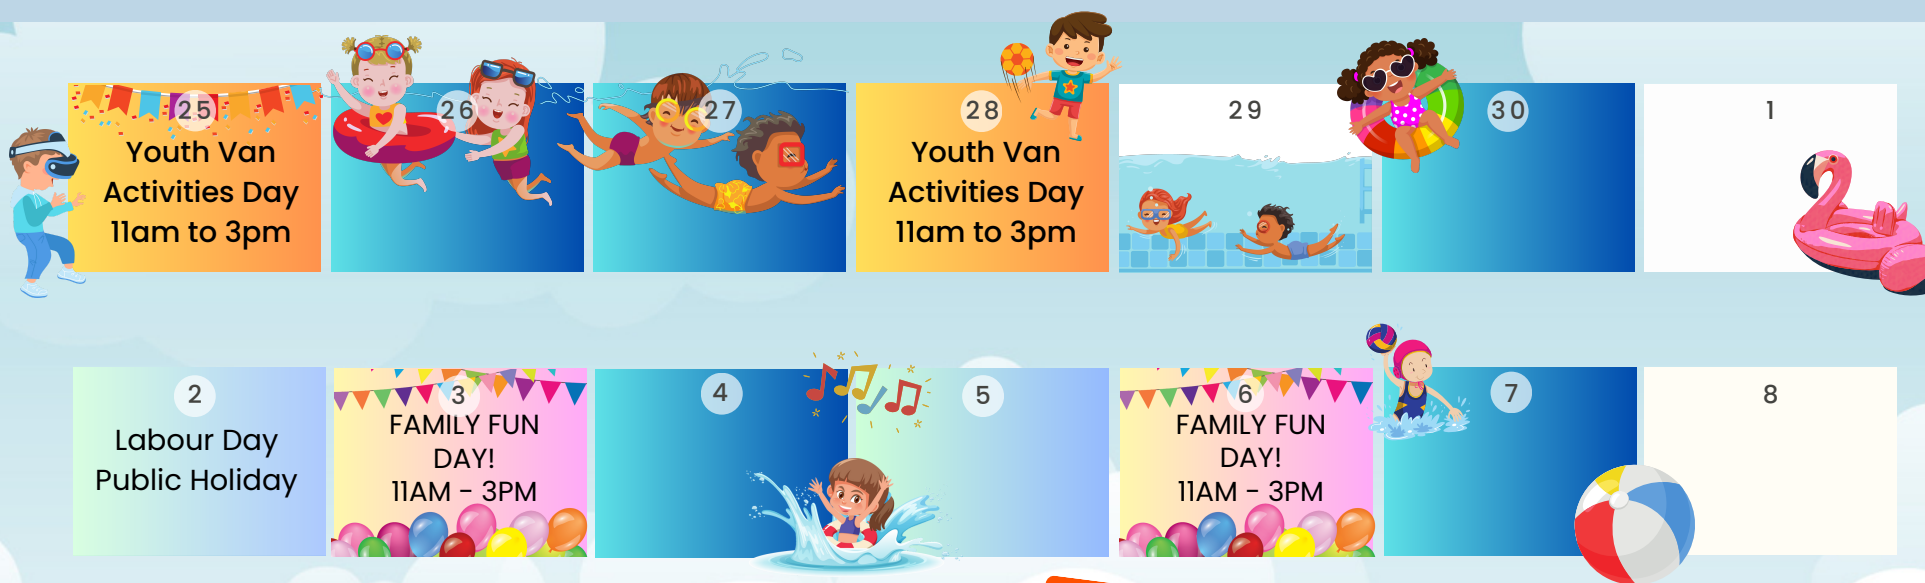 25
Youth Van
Activities Day
11am to 3pm
26
27
28
Youth Van
Activities Day
11am to 3pm
29
30
1
2
Labour Day
Public Holiday
3
FAMILY FUN
DAY!
11AM - 3PM
4
5
6
FAMILY FUN
DAY!
11AM - 3PM
7
8